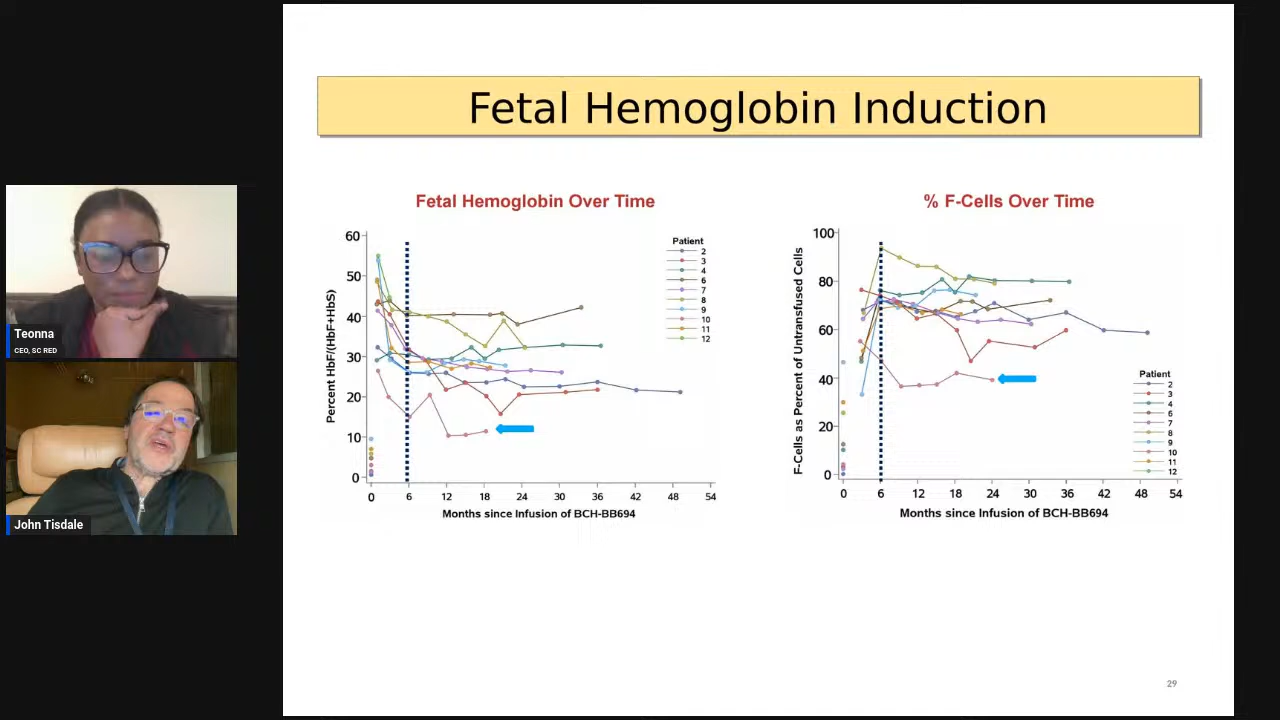 Fetal Hemoglobin Induction
Fetal Hemoglobin Over Time
Percent HbF/(HbF+HbS)
60
50
40
30
20
10
0
0 6 12 18 24 30 36 42 48 54
Months since Infusion of BCH-BB694
Patient
2
3
4
6
7
8
9
10
11
12
% F-Cells Over Time
F-Cells as Percent of Untransfused Cells
100
80
60
40
20
0
0 6 12 18 24 30 36 42 48 54
Months since Infusion of BCH-BB694
Patient
2
3
4
6
7
8
9
10
11
12
Teonna
CEO, SC RED
John Tisdale
29